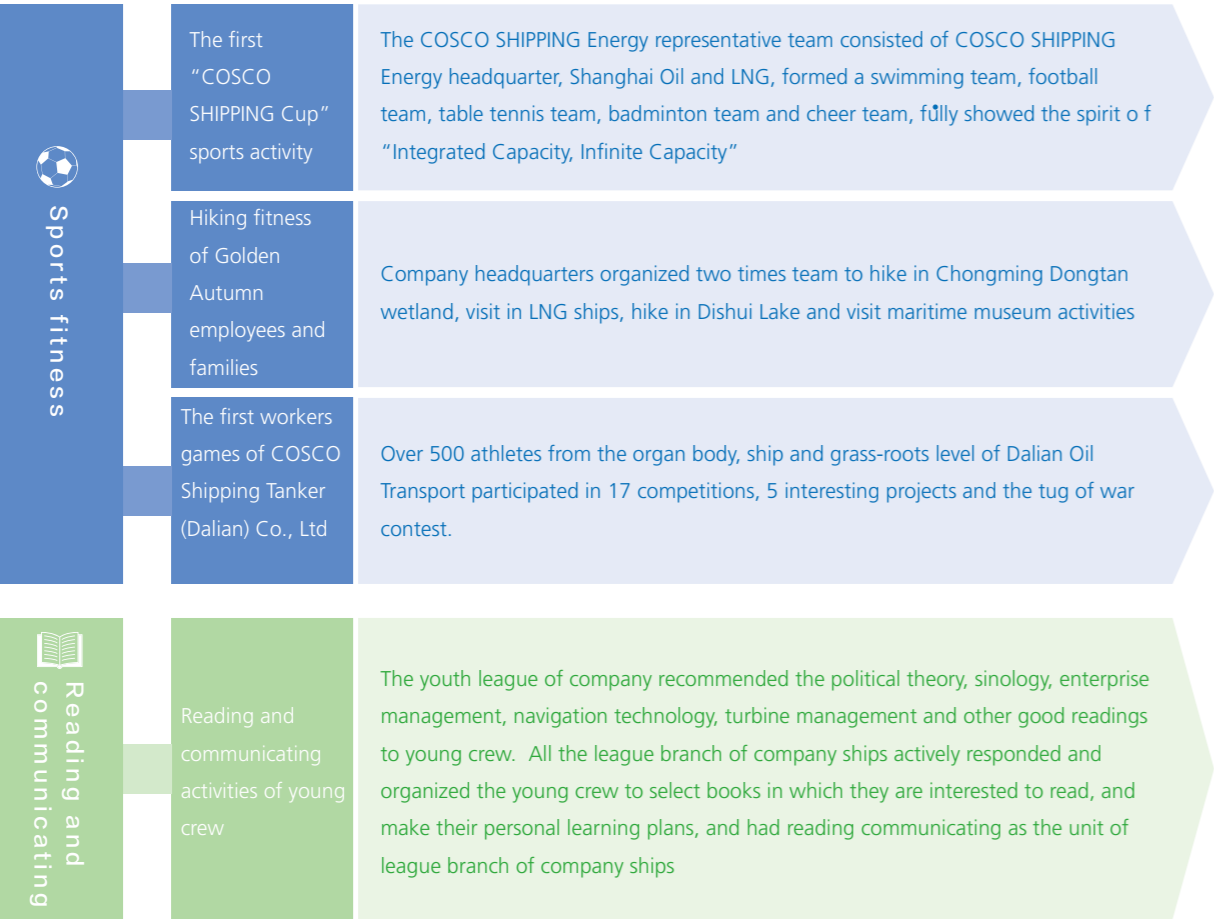 Sports fitness
The first
“COSCO
SHIPPING Cup”
sports activity
The COSCO SHIPPING Energy representative team consisted of COSCO SHIPPING
Energy headquarter, Shanghai Oil and LNG, formed a swimming team, football
team, table tennis team, badminton team and cheer team, fully showed the spirit o f
“Integrated Capacity, Infinite Capacity”
Hiking fitness
of Golden
Autumn
employees and
families
Company headquarters organized two times team to hike in Chongming Dongtan
wetland, visit in LNG ships, hike in Dishui Lake and visit maritime museum activities
The first workers
games of COSCO
Shipping Tanker
(Dalian) Co., Ltd
Over 500 athletes from the organ body, ship and grass-roots level of Dalian Oil
Transport participated in 17 competitions, 5 interesting projects and the tug of war
contest.
Reading and
communicating
Reading and
communicating
activities of young
crew
The youth league of company recommended the political theory, sinology, enterprise
management, navigation technology, turbine management and other good readings
to young crew.  All the league branch of company ships actively responded and
organized the young crew to select books in which they are interested to read, and
make their personal learning plans, and had reading communicating as the unit of
league branch of company ships